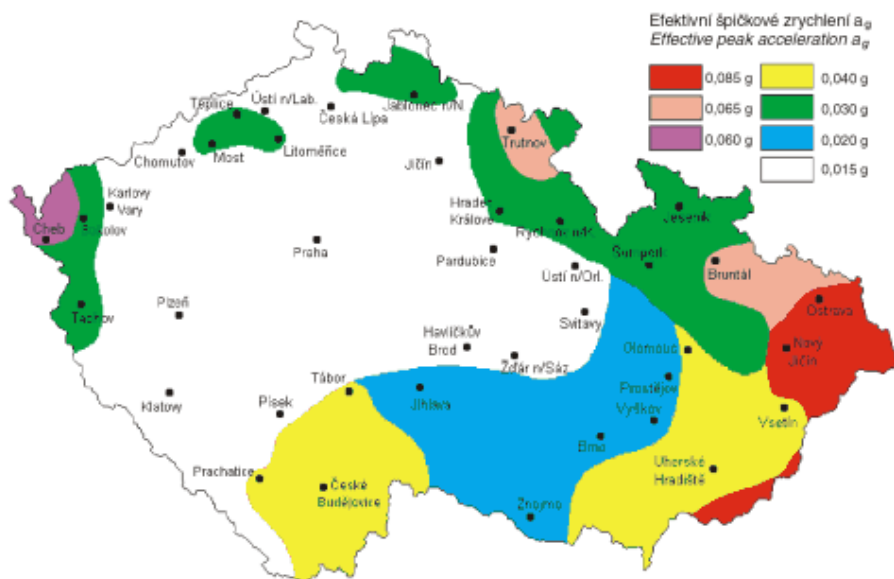 Efektivní špičkové zrychlení ag
Effective peak acceleration ag
0,085 g
0,040 g
0,065 g
0,030 g
0,060 g
0,020 g
0,015 g
Teplice
Ústí n/Lab.
Česká Lípa
Jablonec n/N
Trutnov
Chomutov
Most
Litoměřice
Jičín
Karlovy
Vary
Hradec
Králové
Jeseník
Cheb
Sokolov
Praha
Pardubice
Ústí n/Orl.
Šumperk
Bruntál
Tachov
Plzeň
Svitavy
Ostrava
Havlíčkův
Brod
Žďár n/Sáz
Olomouc
Nový
Jičín
Klatovy
Písek
Tábor
Jihlava
Prostějov
Vyškov
Vsetín
Brno
Prachatice
České
Budějovice
Uherské
Hradiště
Znojmo